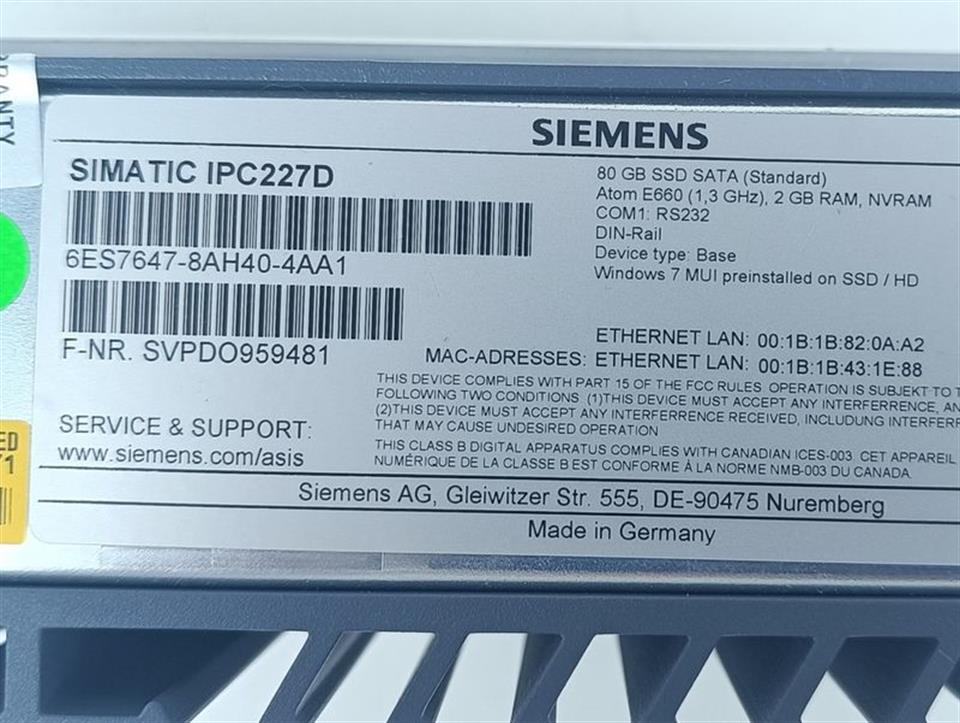 SIEMENS
SIMATIC IPC227D
6ES7647-8AH40-4AA1
F-NR. SVPDO959481
80 GB SSD SATA (Standard)
Atom E660 (1,3 GHz), 2 GB RAM, NVRAM
COM1: RS232
DIN-Rail
Device type: Base
Windows 7 MUI preinstalled on SSD / HD
ETHERNET LAN: 00:1B:1B:82:0A:A2
MAC-ADRESSES: ETHERNET LAN: 00:1B:1B:43:1E:88
THIS DEVICE COMPLIES WITH PART 15 OF THE FCC RULES. OPERATION IS SUBJEKT TO
FOLLOWING TWO CONDITIONS. (1)THIS DEVICE MUST ACCEPT ANY INTERFERENCE,
(2)THIS DEVICE MUST ACCEPT ANY INTERFERENCE RECEIVED, INCLUDUNG
THAT MAY CAUSE UNDESIRED OPERATION
THIS CLASS B DIGITAL APPARATUS COMPLIES WITH CANADIAN ICES-003. CET APPAREIL
NUMÉRIQUE DE LA CLASSE B EST CONFORME À LA NORME NMB-003 DU CANADA.
SERVICE & SUPPORT:
www.siemens.com/asis
Siemens AG, Gleiwitzer Str. 555, DE-90475 Nuremberg
Made in Germany